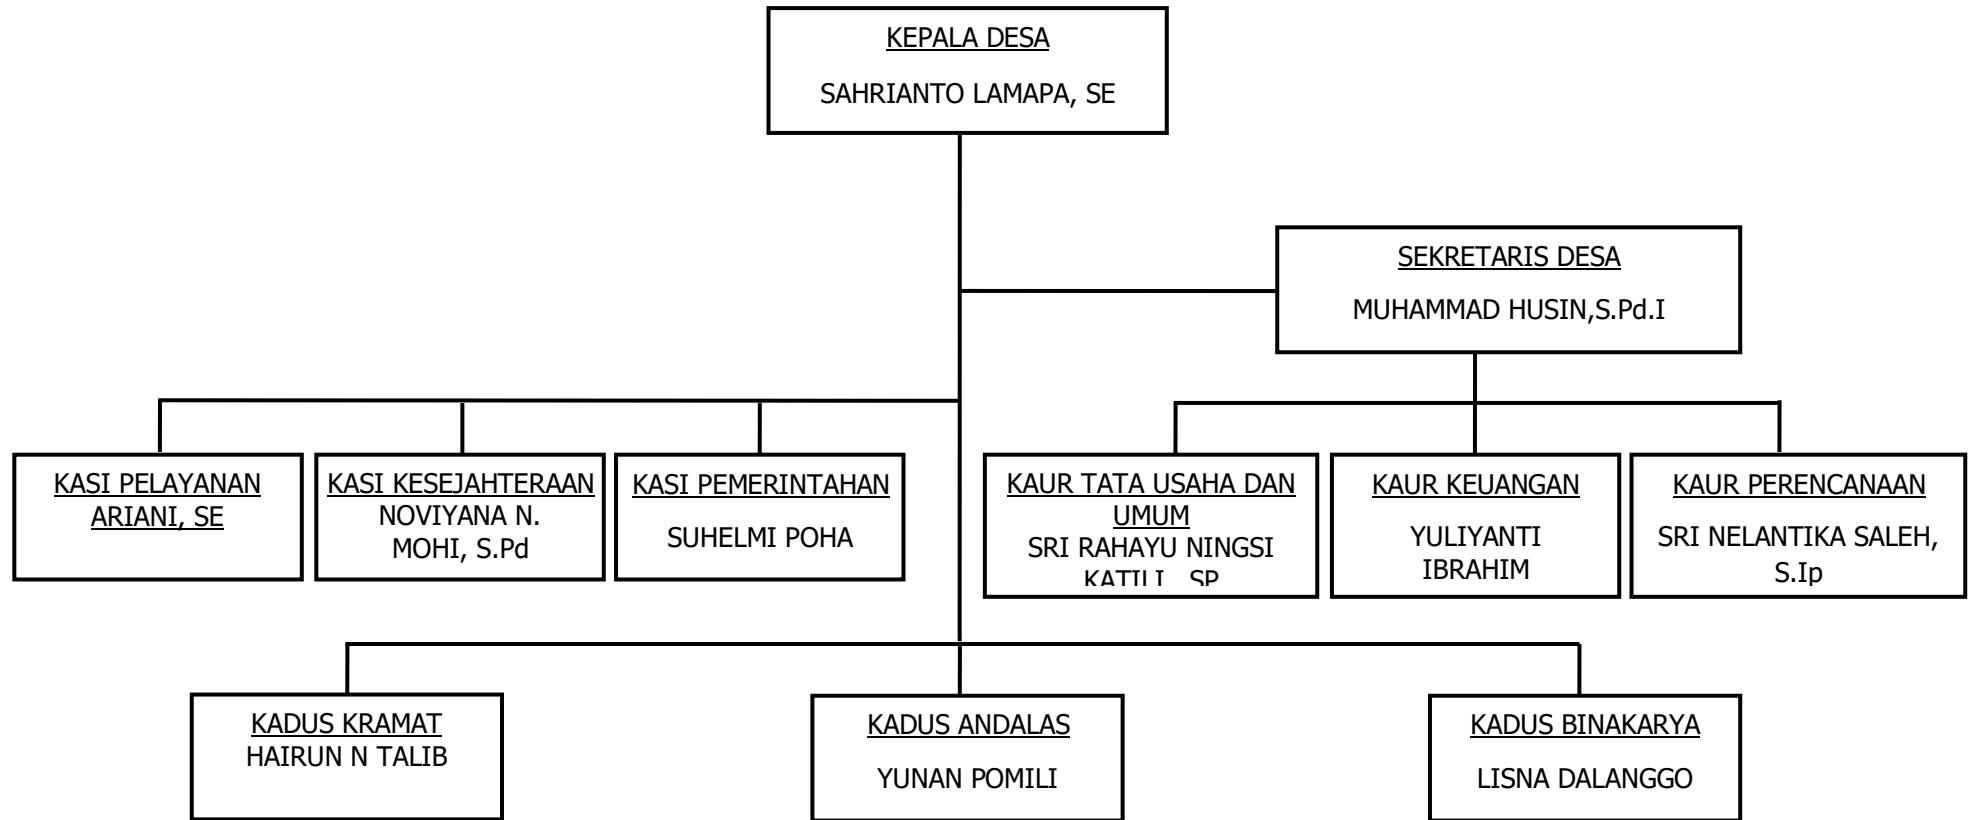 KEPALA DESA
SAHRIANTO LAMAPA, SE
SEKRETARIS DESA
MUHAMMAD HUSIN,S.Pd.I
KASI PELAYANAN
ARIANI, SE
KASI KESEJAHTERAAN
NOVIYANA N.
MOHI, S.Pd
KASI PEMERINTAHAN
SUHELMI POHA
KAUR TATA USAHA DAN
UMUM
SRI RAHAYU NINGSI
KATILI , SP
KAUR KEUANGAN
YULIYANTI
IBRAHIM
KAUR PERENCANAAN
SRI NELANTIKA SALEH,
S.Ip
KADUS KRAMAT
HAIRUN N TALIB
KADUS ANDALAS
YUNAN POMILI
KADUS BINAKARYA
LISNA DALANGGO